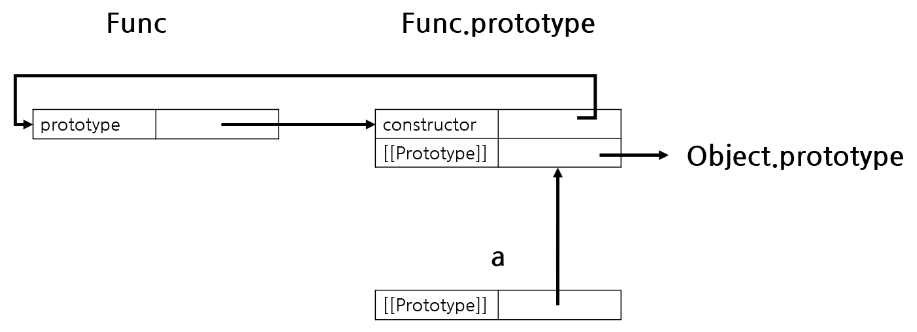 Func
Func.prototype
prototype
constructor
[[Prototype]]
Object.prototype
a
[[Prototype]]